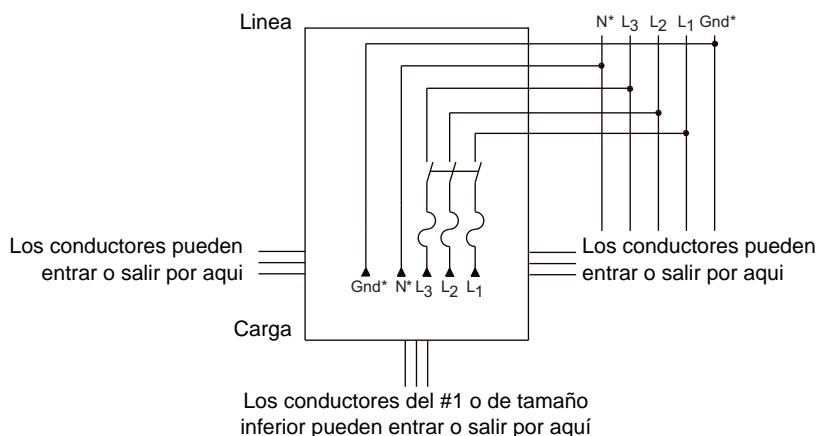 Linea
N* L3 L2 L1 Gnd*
Los conductores pueden
entrar o salir por aqui
Los conductores pueden
entrar o salir por aqui
Gnd* N* L3 L2 L1
Carga
Los conductores del #1 o de tamaño
inferior pueden entrar o salir por aquí